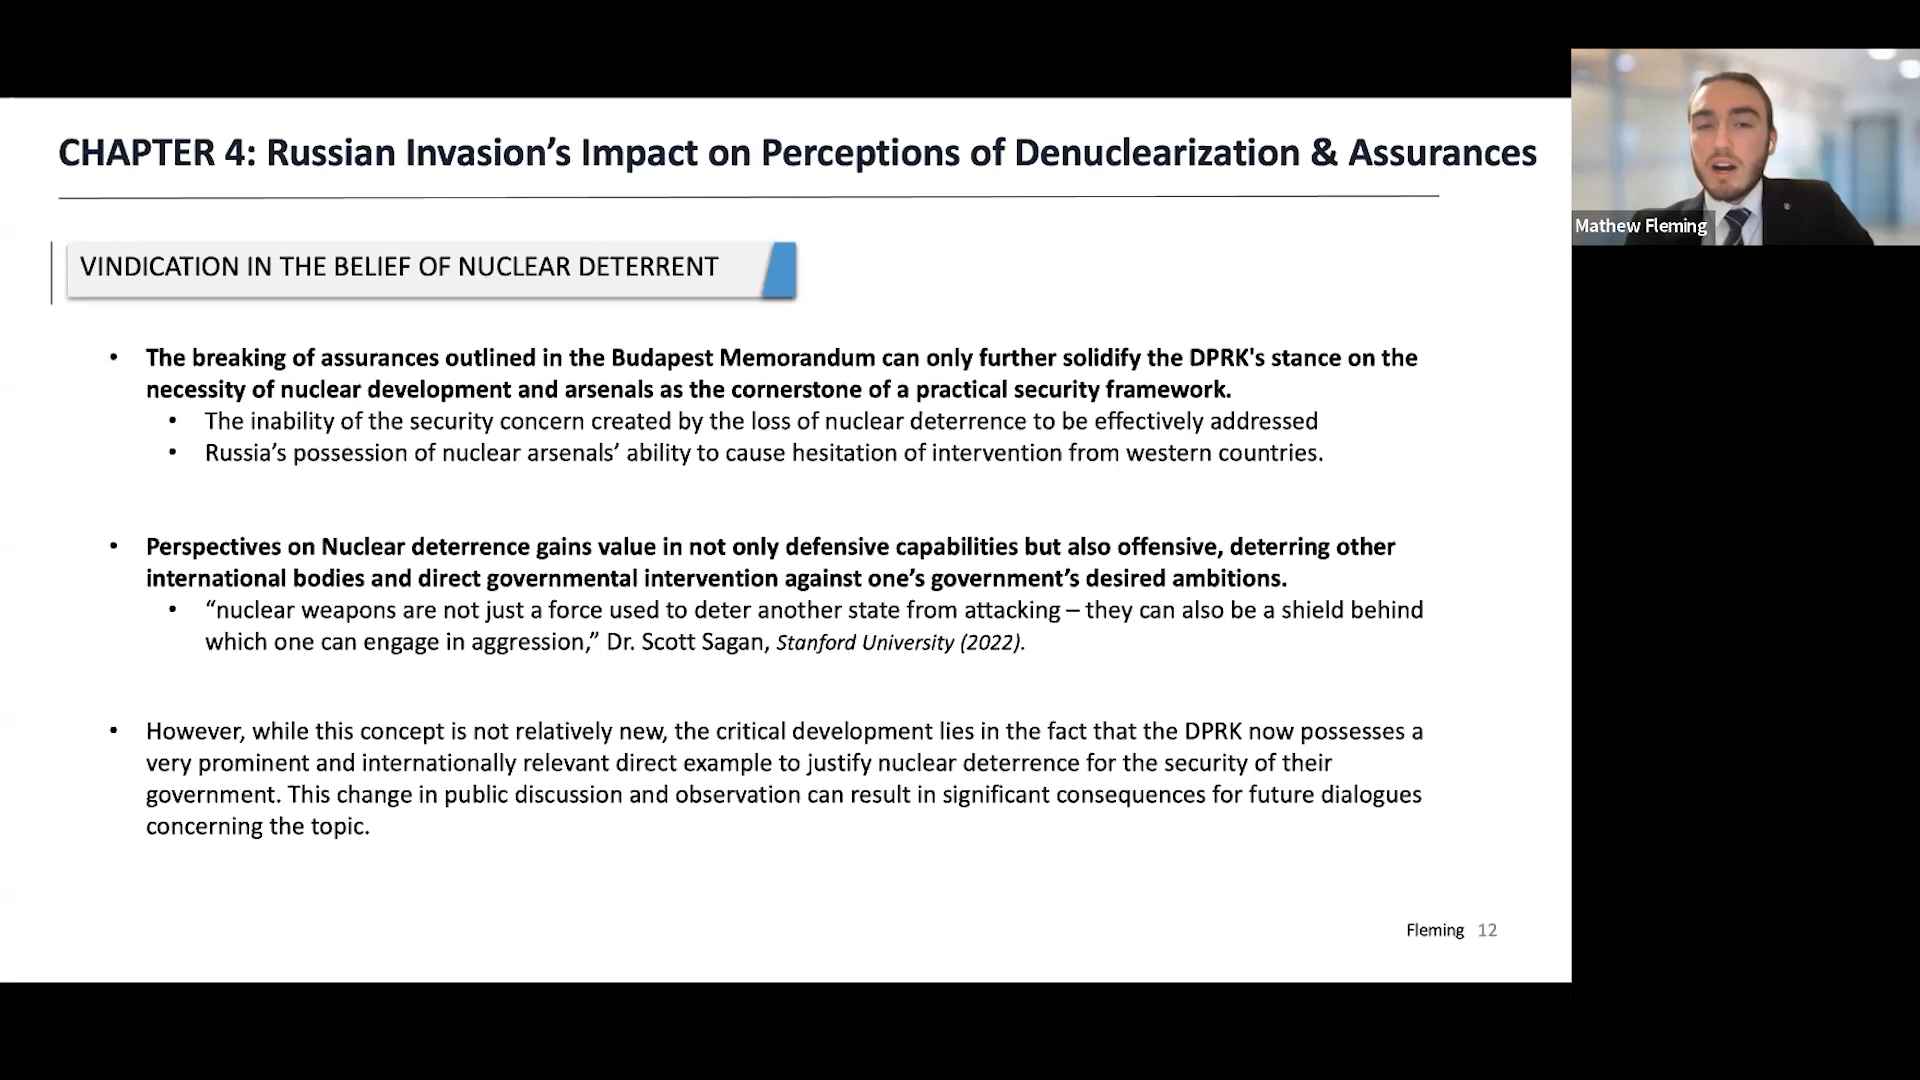 CHAPTER 4: Russian Invasion’s Impact on Perceptions of Denuclearization & Assurances
Mathew Fleming
VINDICATION IN THE BELIEF OF NUCLEAR DETERRENT
• The breaking of assurances outlined in the Budapest Memorandum can only further solidify the DPRK's stance on the
necessity of nuclear development and arsenals as the cornerstone of a practical security framework.
• The inability of the security concern created by the loss of nuclear deterrence to be effectively addressed
• Russia’s possession of nuclear arsenals’ ability to cause hesitation of intervention from western countries.
• Perspectives on Nuclear deterrence gains value in not only defensive capabilities but also offensive, deterring other
international bodies and direct governmental intervention against one’s government’s desired ambitions.
• “nuclear weapons are not just a force used to deter another state from attacking – they can also be a shield behind
which one can engage in aggression,” Dr. Scott Sagan, Stanford University (2022).
• However, while this concept is not relatively new, the critical development lies in the fact that the DPRK now possesses a
very prominent and internationally relevant direct example to justify nuclear deterrence for the security of their
government. This change in public discussion and observation can result in significant consequences for future dialogues
concerning the topic.
Fleming 12